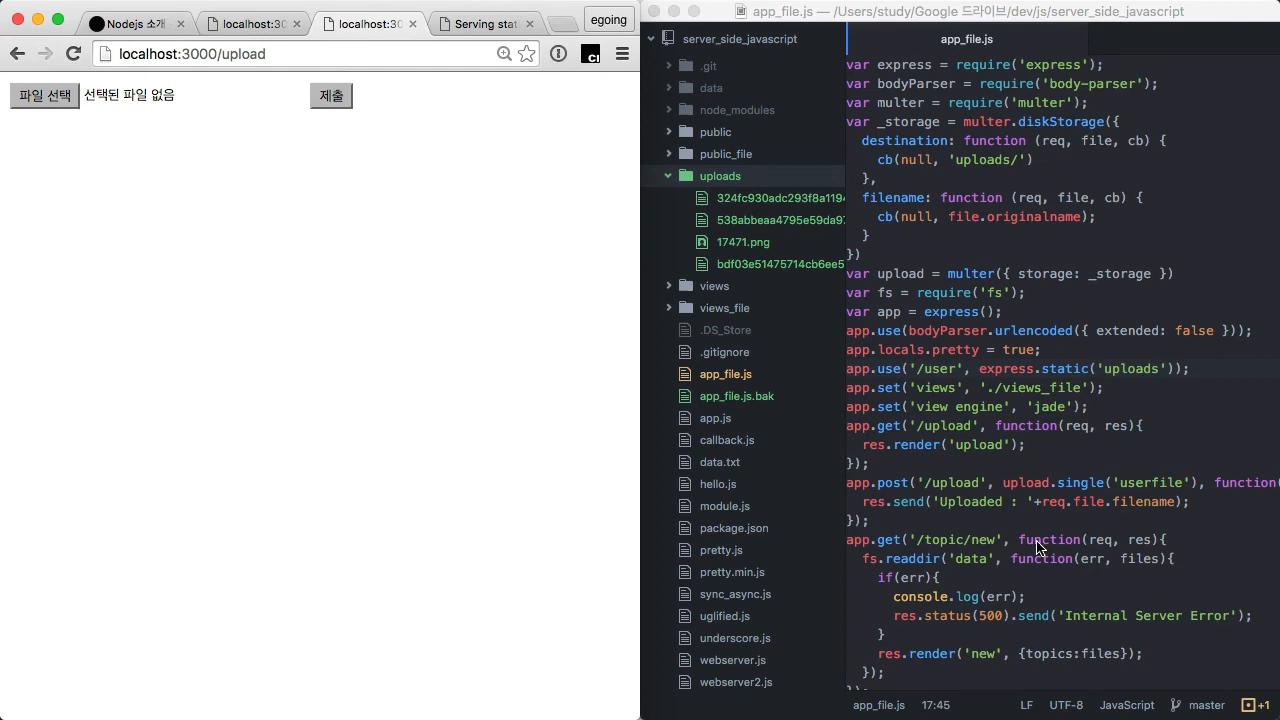 Nodejs 소개
localhost:3
localhost:3
Serving stat
egoing
localhost:3000/upload
파일 선택 선택된 파일 없음 제출
app_file.js — /Users/study/Google 드라이브/dev/js/server_side_javascript
server_side_javascript
.git
data
node_modules
public
public_file
uploads
324fc930adc293f8a119
538abbeaa4795e59da9
17471.png
bdf03e51475714cb6ee5
views
views_file
.DS_Store
.gitignore
app_file.js
app_file.js.bak
app.js
callback.js
data.txt
hello.js
module.js
package.json
pretty.js
pretty.min.js
sync_async.js
uglified.js
underscore.js
webserver.js
webserver2.js
app_file.js
var express = require('express');
var bodyParser = require('body-parser');
var multer = require('multer');
var _storage = multer.diskStorage({
  destination: function (req, file, cb) {
    cb(null, 'uploads/')
  },
  filename: function (req, file, cb) {
    cb(null, file.originalname);
  }
})
var upload = multer({ storage: _storage })
var fs = require('fs');
var app = express();
app.use(bodyParser.urlencoded({ extended: false }));
app.locals.pretty = true;
app.use('/user', express.static('uploads'));
app.set('views', './views_file');
app.set('view engine', 'jade');
app.get('/upload', function(req, res){
  res.render('upload');
});
app.post('/upload', upload.single('userfile'), function(
  res.send('Uploaded : '+req.file.filename);
});
app.get('/topic/new', function(req, res){
  fs.readdir('data', function(err, files){
    if(err){
      console.log(err);
      res.status(500).send('Internal Server Error');
    }
    res.render('new', {topics:files});
  });
});
app_file.js 17:45 LF UTF-8 JavaScript master +1